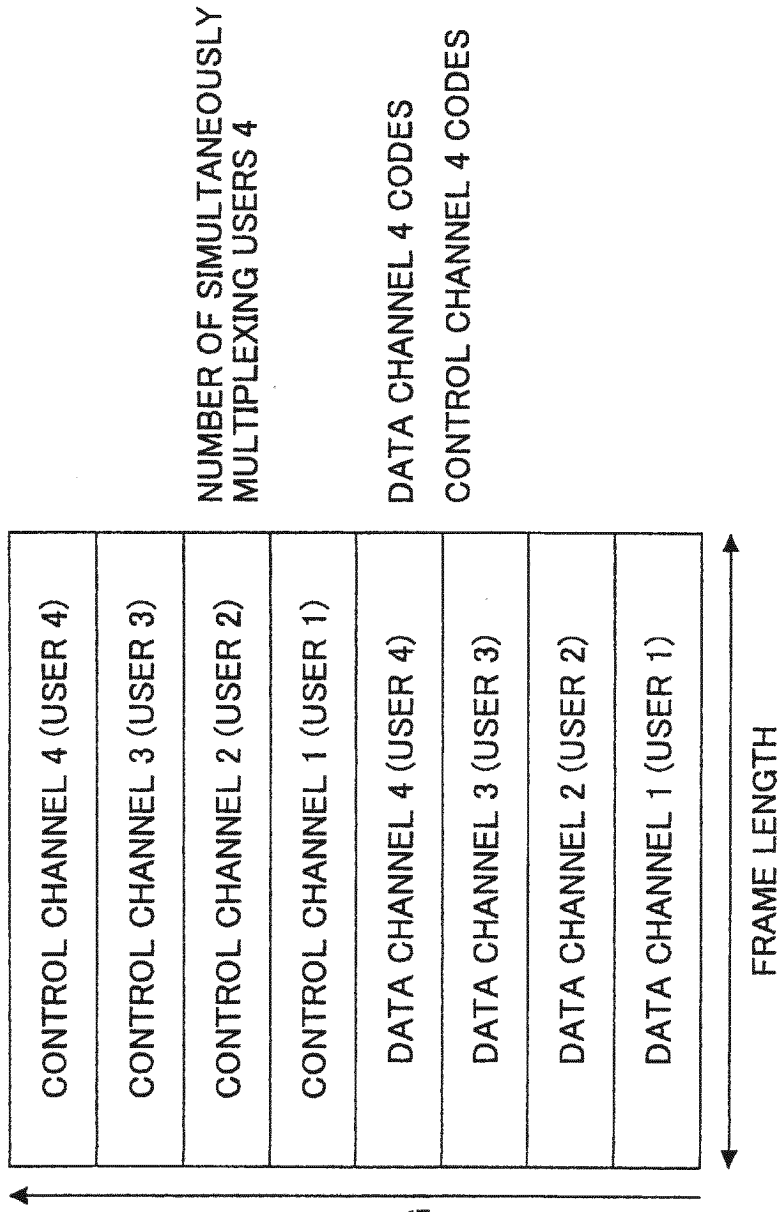 CONTROL CHANNEL 4 (USER 4)
CONTROL CHANNEL 3 (USER 3)
CONTROL CHANNEL 2 (USER 2)
CONTROL CHANNEL 1 (USER 1)
DATA CHANNEL 4 (USER 4)
DATA CHANNEL 3 (USER 3)
DATA CHANNEL 2 (USER 2)
DATA CHANNEL 1 (USER 1)
FRAME LENGTH
NUMBER OF SIMULTANEOUSLY
MULTIPLEXING USERS 4
DATA CHANNEL 4 CODES
CONTROL CHANNEL 4 CODES